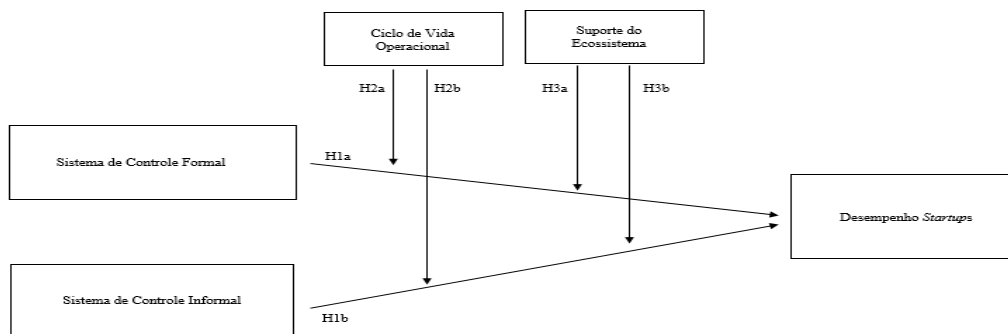 Ciclo de Vida
Operacional
Suporte do
Ecossistema
H2a
H2b
H3a
H3b
Sistema de Controle Formal
H1a
Desempenho Startups
Sistema de Controle Informal
H1b